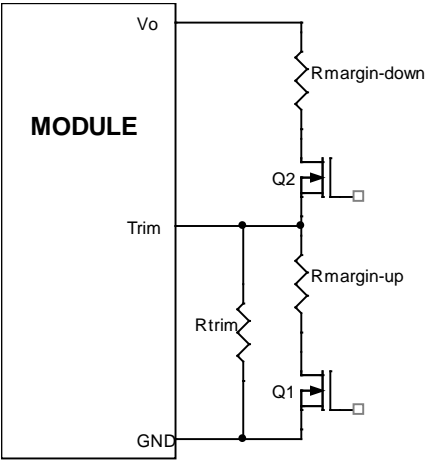 Vo
Rmargin-down
MODULE
Q2
Trim
Rmargin-up
Rtrim
Q1
GND